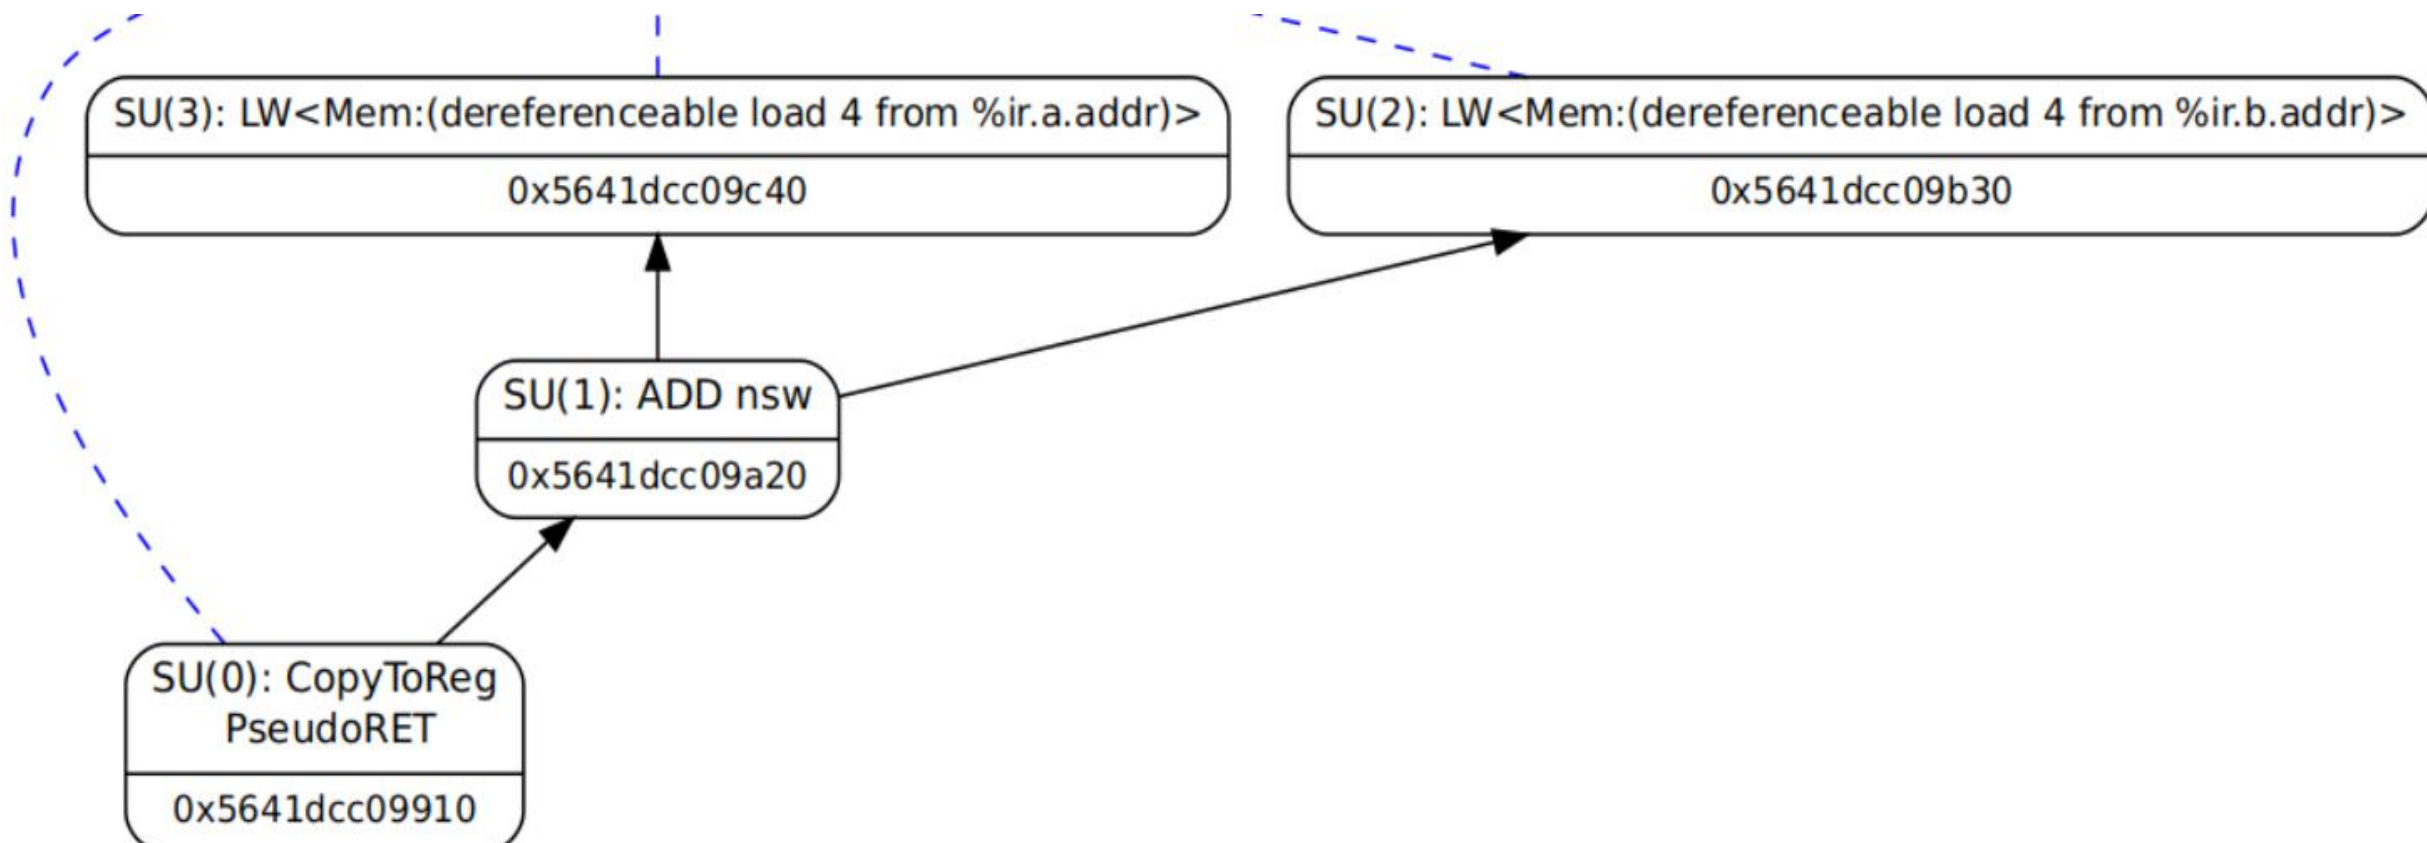 SU(3): LW<Mem:(dereferenceable load 4 from %ir.a.addr)>
0x5641dcc09c40
SU(2): LW<Mem:(dereferenceable load 4 from %ir.b.addr)>
0x5641dcc09b30
SU(1): ADD nsw
0x5641dcc09a20
SU(0): CopyToReg
PseudoRET
0x5641dcc09910